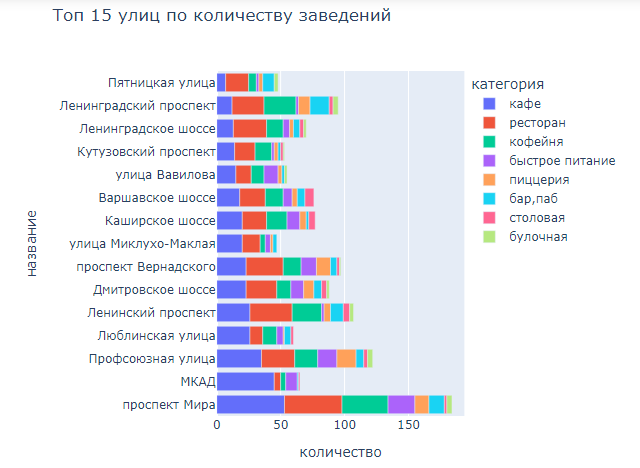 Топ 15 улиц по количеству заведений
Пятницкая улица
Ленинградский проспект
Ленинградское шоссе
Кутузовский проспект
улица Вавилова
Варшавское шоссе
Каширское шоссе
улица Миклухо-Маклая
проспект Вернадского
Дмитровское шоссе
Ленинский проспект
Люблинская улица
Профсоюзная улица
МКАД
проспект Мира
название
0 50 100 150
количество
категория
кафе
ресторан
кофейня
быстрое питание
пиццерия
бар,паб
столовая
булочная